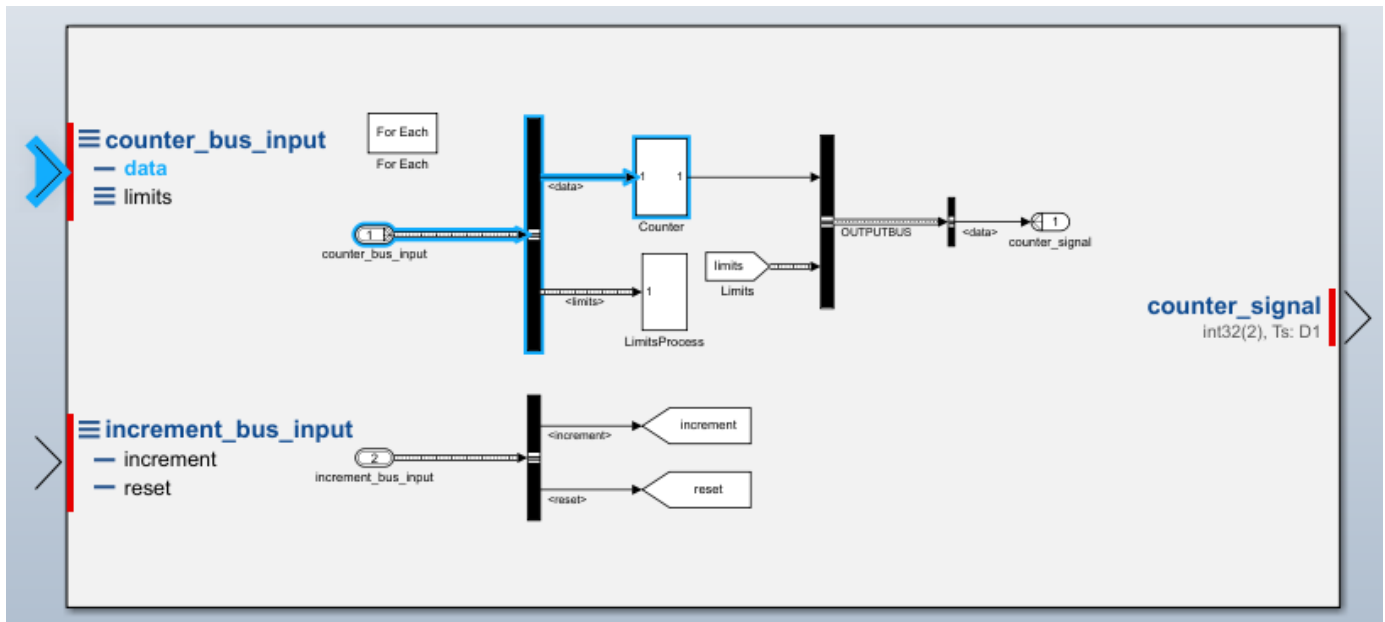 counter_bus_input
data
limits
For Each
For Each
1
counter_bus_input
<data>
1 1
Counter
<limits>
1
LimitsProcess
limits
Limits
OUTPUTBUS
<data>
1
counter_signal
counter_signal
int32(2), Ts: D1
increment_bus_input
increment
reset
2
increment_bus_input
<increment>
increment
<reset>
reset